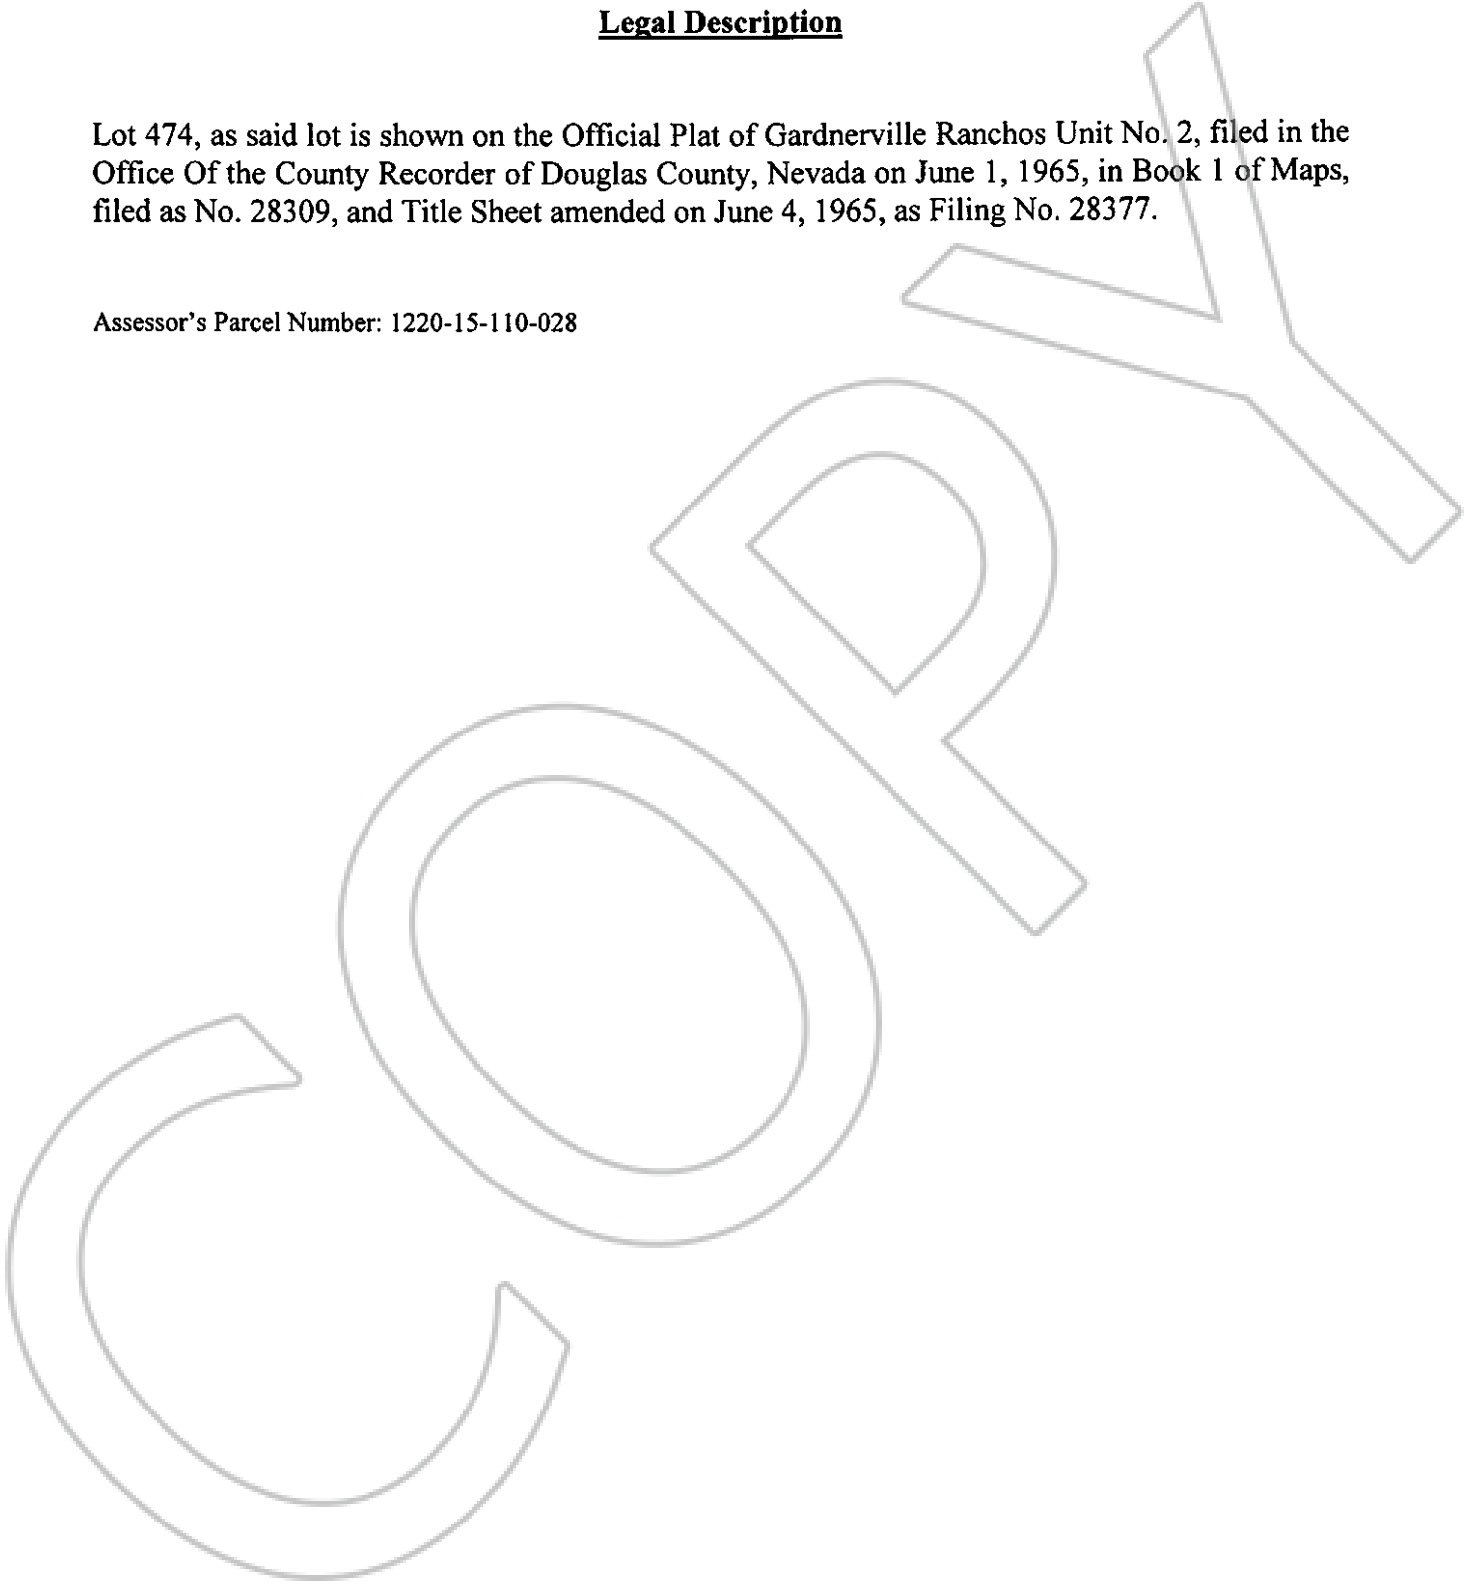 Legal Description
Lot 474, as said lot is shown on the Official Plat of Gardnerville Ranchos Unit No. 2, filed in the
Office Of the County Recorder of Douglas County, Nevada on June 1, 1965, in Book 1 of Maps,
filed as No. 28309, and Title Sheet amended on June 4, 1965, as Filing No. 28377.
Assessor's Parcel Number: 1220-15-110-028
COPY